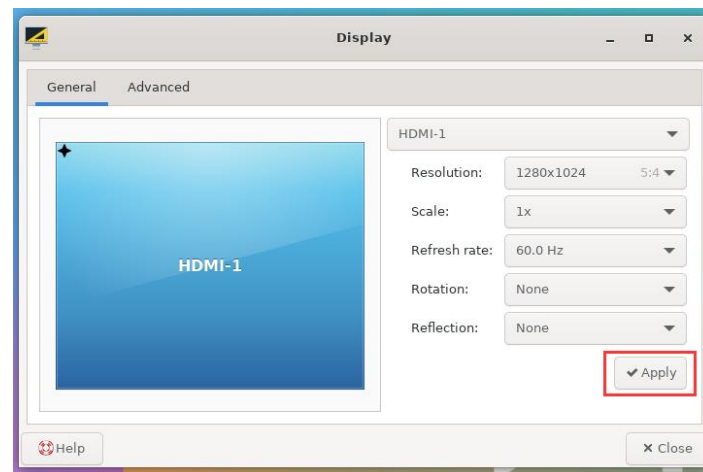 Display
General Advanced
HDMI-1
Resolution: 1280x1024 5:4
Scale: 1x
Refresh rate: 60.0 Hz
HDMI-1
Rotation: None
Reflection: None
Apply
Help Close